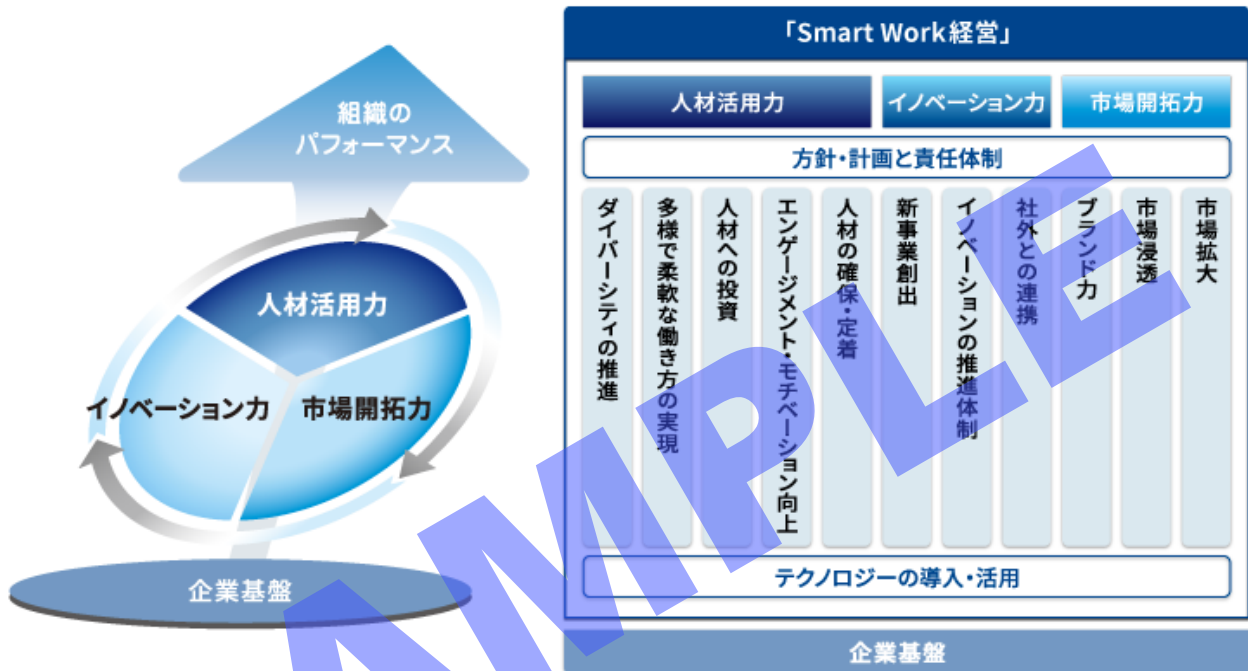 組織の
パフォーマンス
人材活用力
イノベーション力
市場開拓力
企業基盤
「Smart Work経営」
人材活用力
イノベーション力
市場開拓力
方針・計画と責任体制
ダイバーシティの推進
多様で柔軟な働き方の実現
人材への投資
エンゲージメント・モチベーション向上
人材の確保・定着
新事業創出
イノベーションの推進体制
社外との連携
ブランド力
市場浸透
市場拡大
テクノロジーの導入・活用
企業基盤
AMPLE